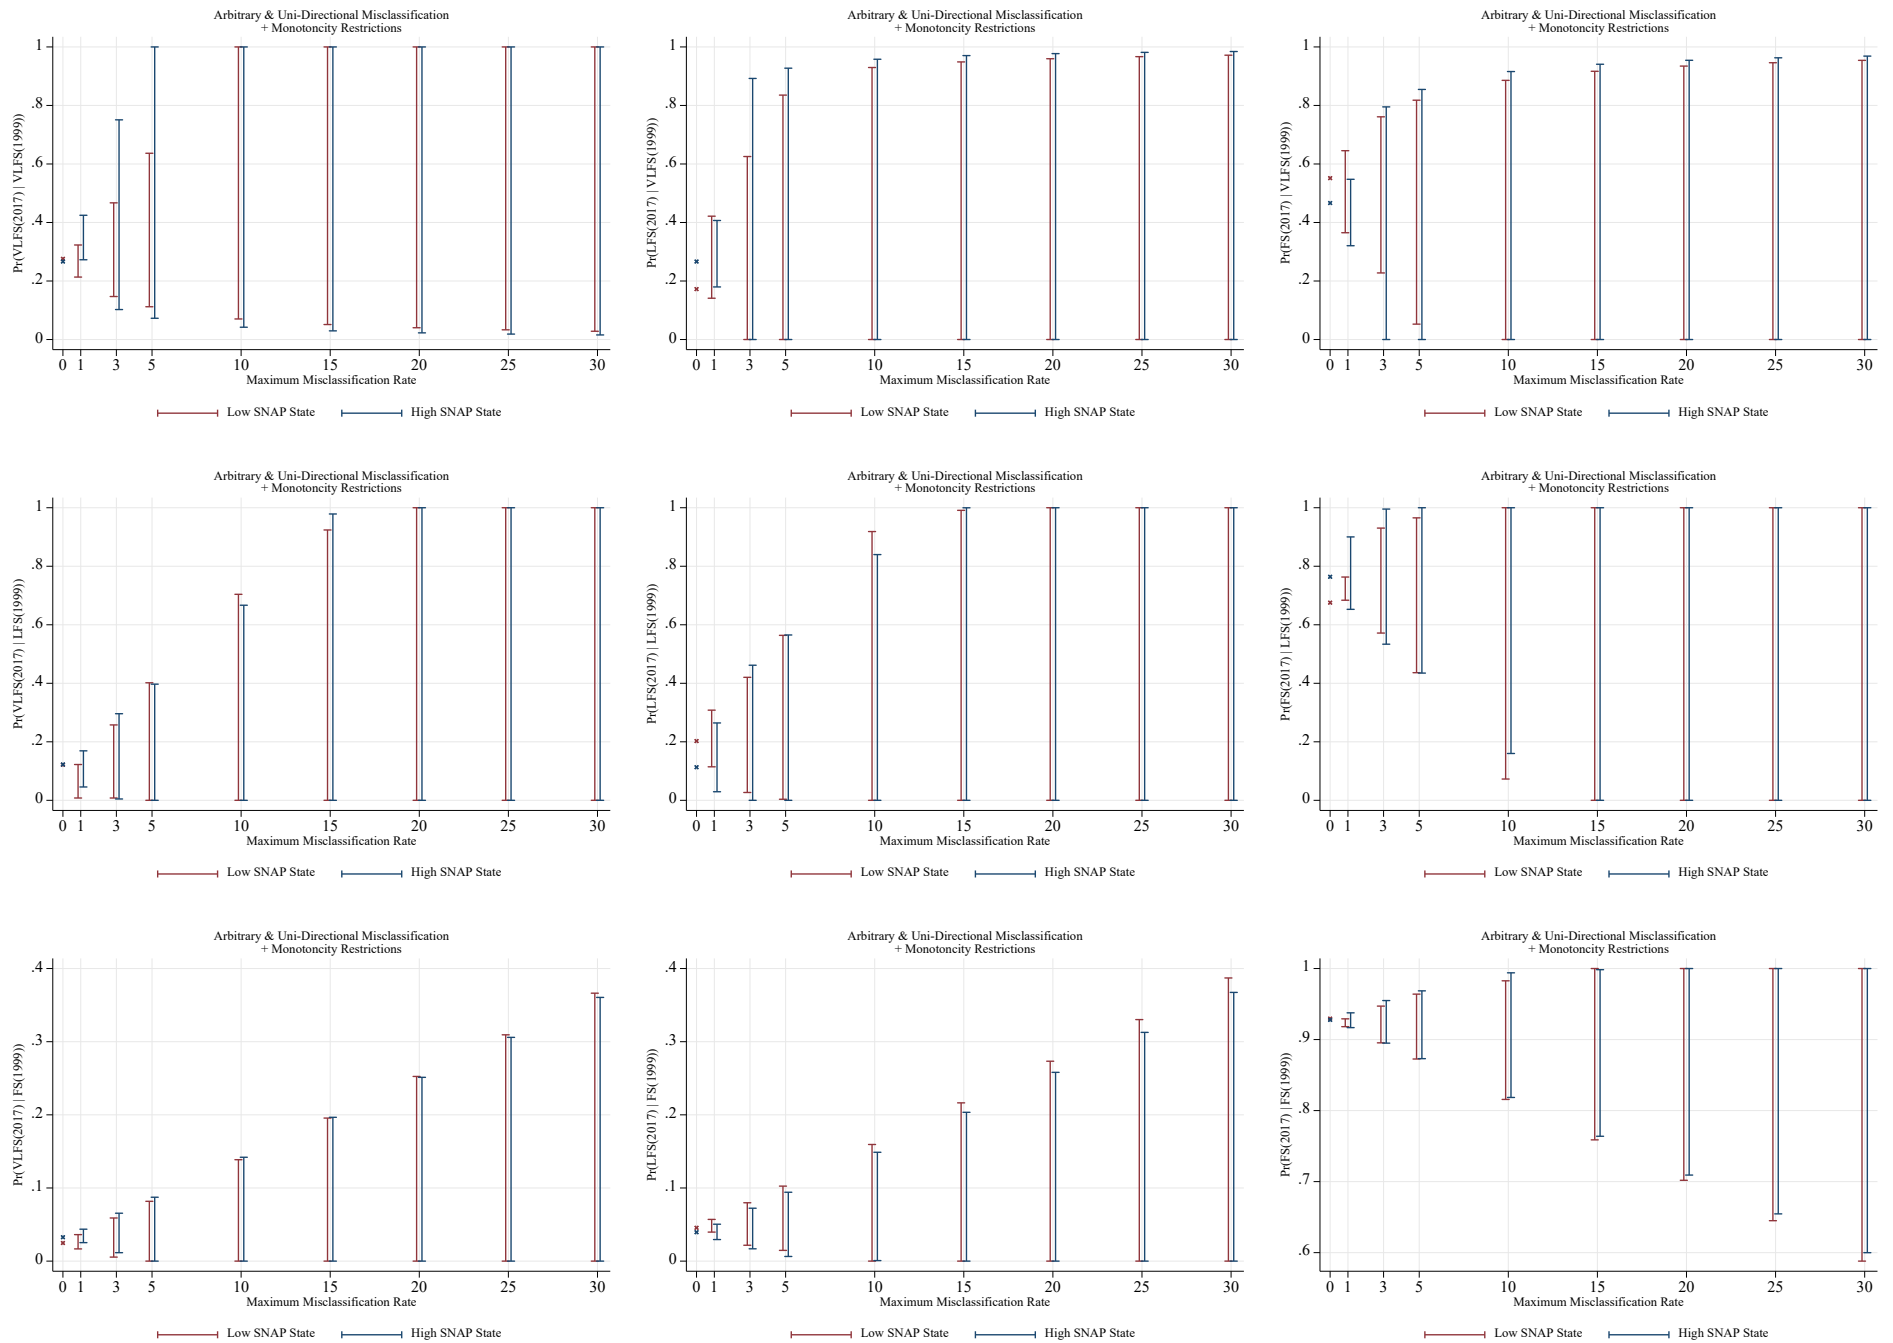 Arbitrary & Uni-Directional Misclassification
+ Monotoncity Restrictions
Pr(VLFS(2017) | VLFS(1999))
1
.8
.6
.4
.2
0
0 1 3 5 10 15 20 25 30
Maximum Misclassification Rate
Low SNAP State High SNAP State
Arbitrary & Uni-Directional Misclassification
+ Monotoncity Restrictions
Pr(LFS(2017) | VLFS(1999))
1
.8
.6
.4
.2
0
0 1 3 5 10 15 20 25 30
Maximum Misclassification Rate
Low SNAP State High SNAP State
Arbitrary & Uni-Directional Misclassification
+ Monotoncity Restrictions
Pr(FS(2017) | VLFS(1999))
1
.8
.6
.4
.2
0
0 1 3 5 10 15 20 25 30
Maximum Misclassification Rate
Low SNAP State High SNAP State
Arbitrary & Uni-Directional Misclassification
+ Monotoncity Restrictions
Pr(VLFS(2017) | LFS(1999))
1
.8
.6
.4
.2
0
0 1 3 5 10 15 20 25 30
Maximum Misclassification Rate
Low SNAP State High SNAP State
Arbitrary & Uni-Directional Misclassification
+ Monotoncity Restrictions
Pr(LFS(2017) | LFS(1999))
1
.8
.6
.4
.2
0
0 1 3 5 10 15 20 25 30
Maximum Misclassification Rate
Low SNAP State High SNAP State
Arbitrary & Uni-Directional Misclassification
+ Monotoncity Restrictions
Pr(FS(2017) | LFS(1999))
1
.8
.6
.4
.2
0
0 1 3 5 10 15 20 25 30
Maximum Misclassification Rate
Low SNAP State High SNAP State
Arbitrary & Uni-Directional Misclassification
+ Monotoncity Restrictions
Pr(VLFS(2017) | FS(1999))
.4
.3
.2
.1
0
0 1 3 5 10 15 20 25 30
Maximum Misclassification Rate
Low SNAP State High SNAP State
Arbitrary & Uni-Directional Misclassification
+ Monotoncity Restrictions
Pr(LFS(2017) | FS(1999))
.4
.3
.2
.1
0
0 1 3 5 10 15 20 25 30
Maximum Misclassification Rate
Low SNAP State High SNAP State
Arbitrary & Uni-Directional Misclassification
+ Monotoncity Restrictions
Pr(FS(2017) | FS(1999))
1
.9
.8
.7
.6
0 1 3 5 10 15 20 25 30
Maximum Misclassification Rate
Low SNAP State High SNAP State